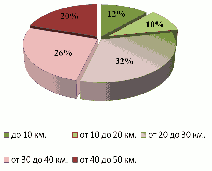 20%
12%
10%
26%
32%
до 10 км.
от 10 до 20 км.
от 20 до 30 км.
от 30 до 40 км.
от 40 до 50 км.